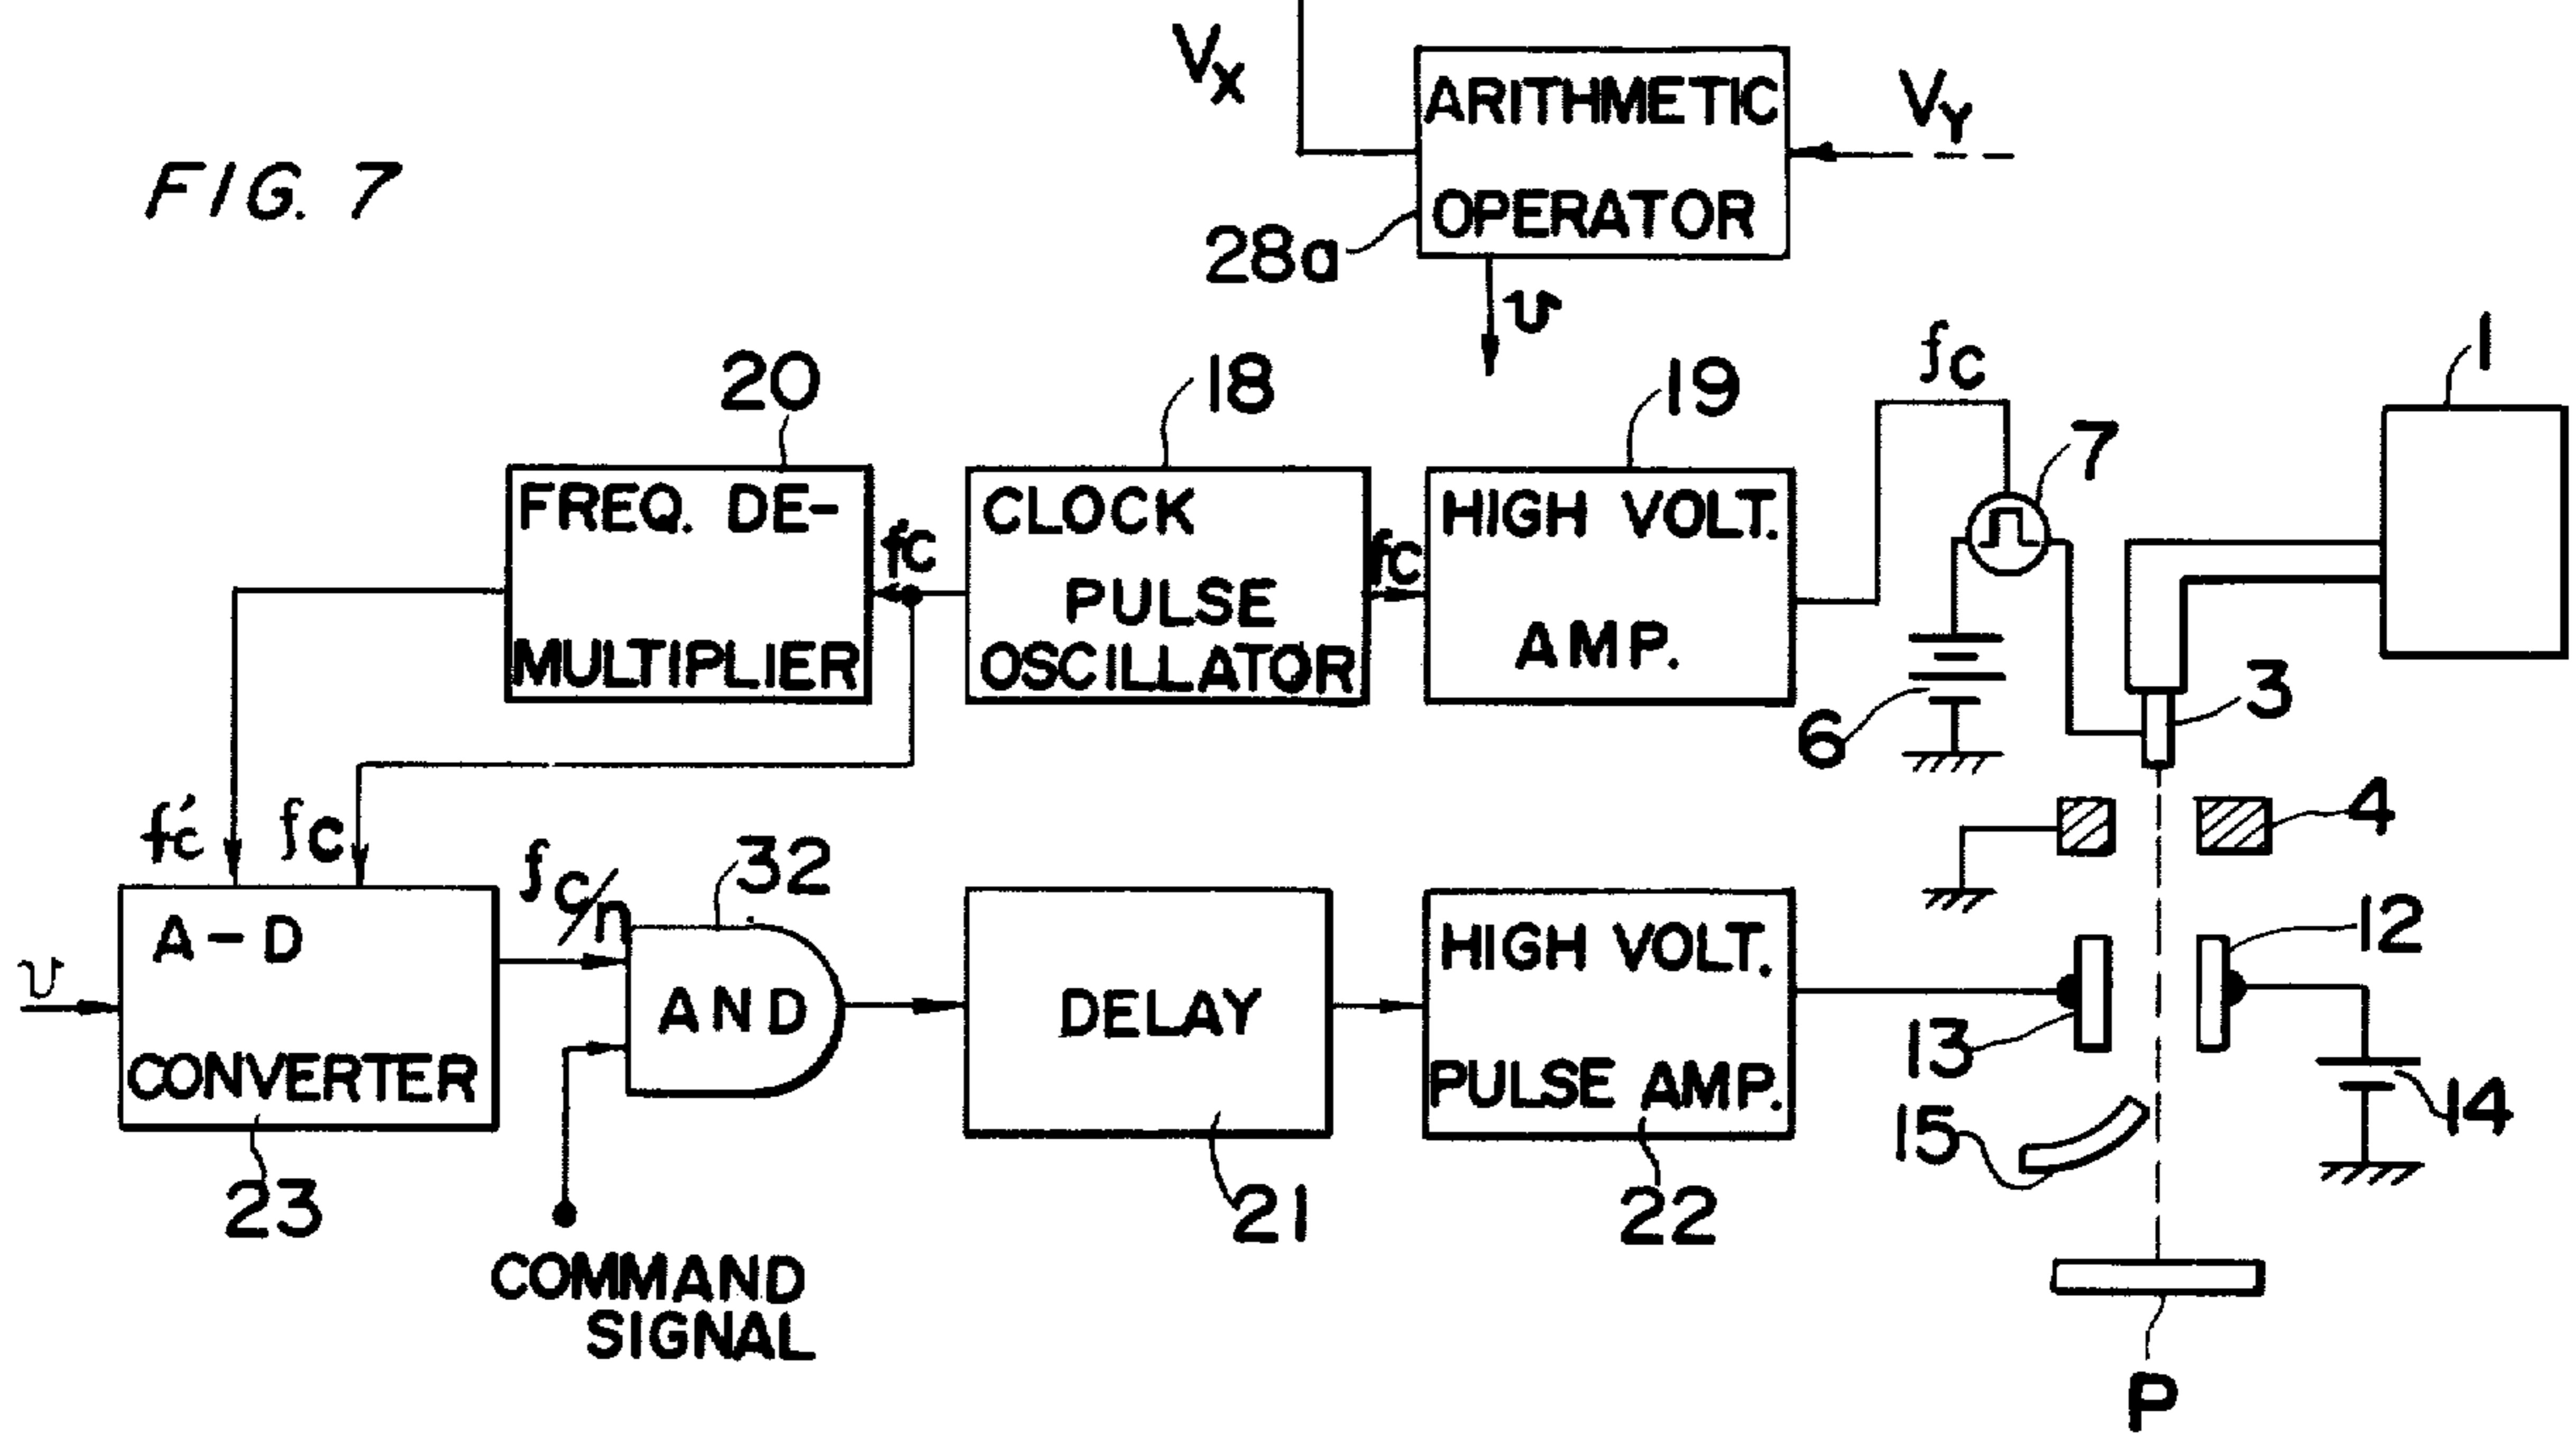 FIG. 7
VX
ARITHMETIC
OPERATOR
VY
28a
υ
20
18
19
fc
1
7
FREQ. DE-
MULTIPLIER
fc
CLOCK
PULSE
OSCILLATOR
fc
HIGH VOLT.
AMP.
6
3
4
f'c
fc
fc/n
32
12
A-D
CONVERTER
υ
AND
DELAY
HIGH VOLT.
PULSE AMP.
13
14
15
23
21
22
COMMAND
SIGNAL
P